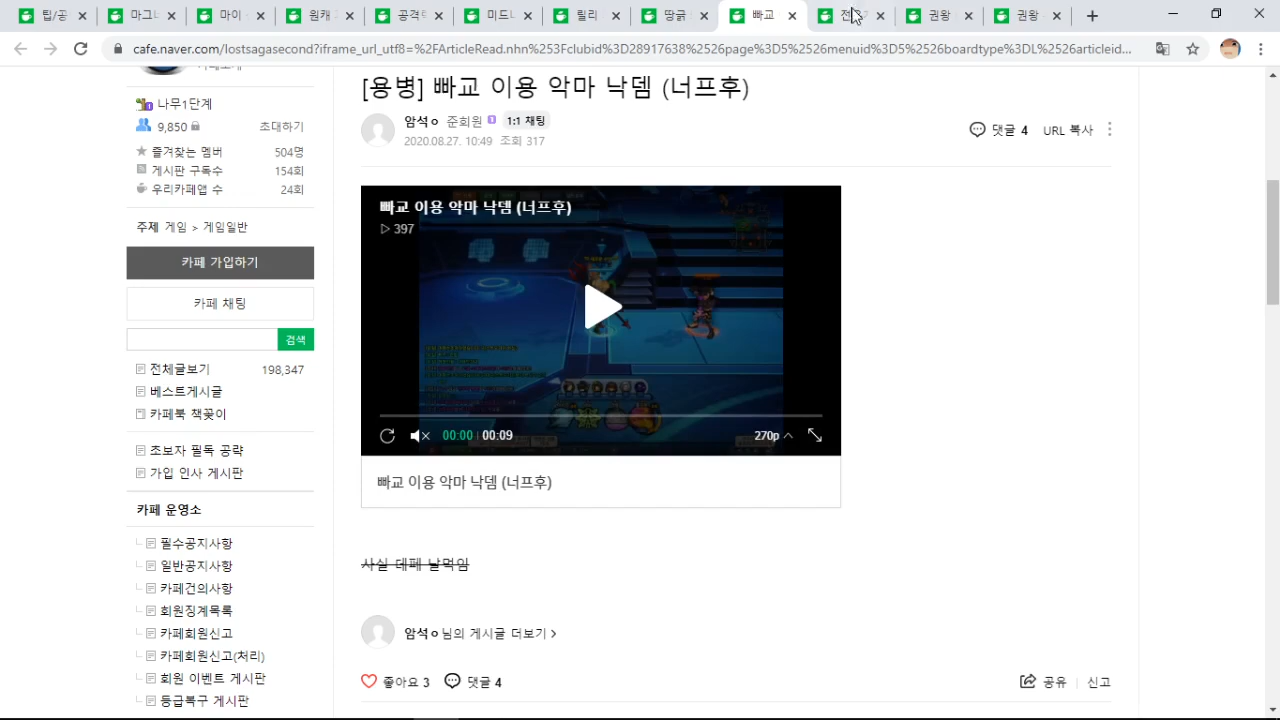 탑/공
마그
마이
원캐
공격
미드
릴리
땅굵
빠교
전
권왕
권왕
cafe.naver.com/lostsagasecond?iframe_url_utf8=%2FArticleRead.nhn%253Fclubid%3D28917638%2526page%3D5%2526menuid%3D5%2526boardtype%3DL%2526articleid...
카페소개
나무1단계
9,850 초대하기
즐겨찾는 멤버 504명
게시판 구독수 154회
우리카페앱 수 24회
주제 게임 > 게임일반
카페 가입하기
카페 채팅
검색
전체글보기 198,347
베스트게시글
카페북 책꽂이
초보자 필독 공략
가입 인사 게시판
카페 운영소
필수공지사항
일반공지사항
카페건의사항
회원징계목록
카페회원신고
카페회원신고(처리)
회원 이벤트 게시판
등급복구 게시판
[용병] 빠교 이용 악마 낙뎀 (너프후)
암석ㅇ 준회원 1:1 채팅
2020.08.27. 10:49 조회 317
댓글 4 URL 복사
빠교 이용 악마 낙뎀 (너프후)
397
00:00 00:09
270p
빠교 이용 악마 낙뎀 (너프후)
사실 데페 날먹임
암석ㅇ님의 게시글 더보기
좋아요 3 댓글 4
공유 신고